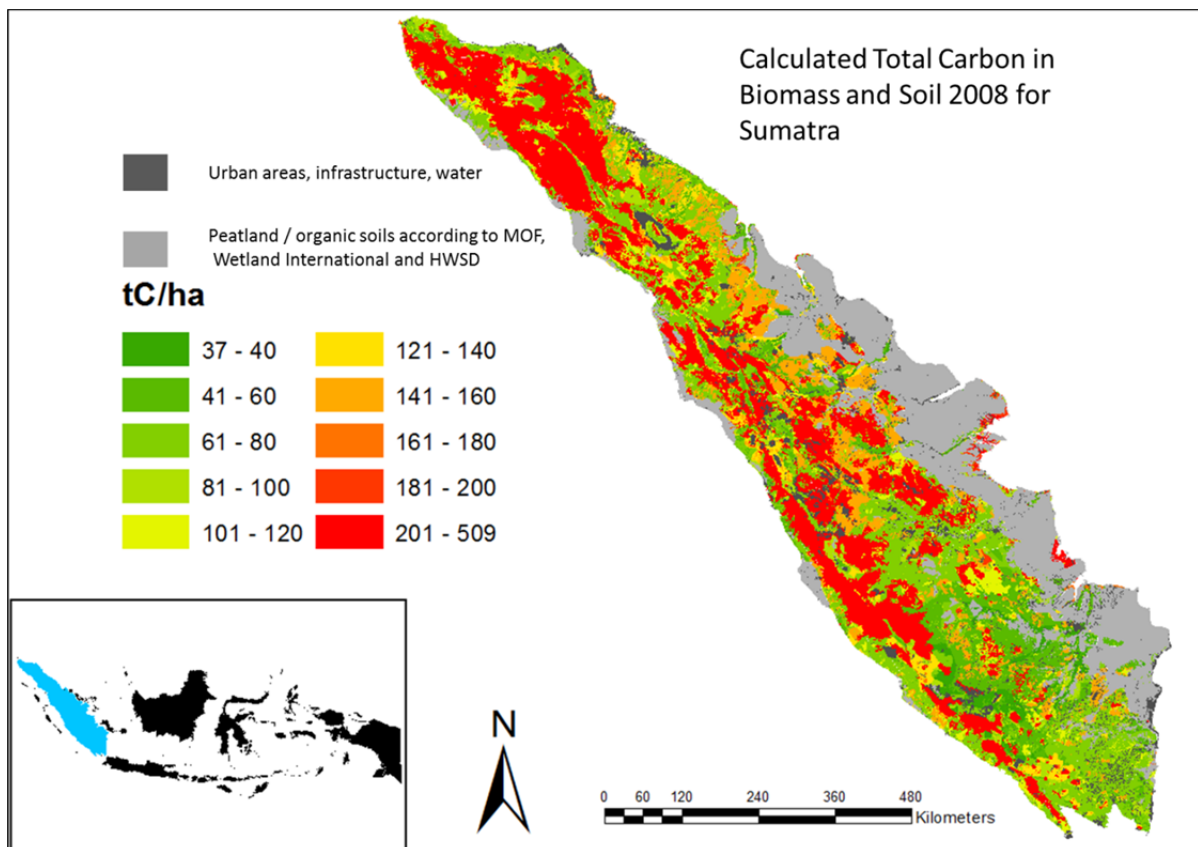 Calculated Total Carbon in
Biomass and Soil 2008 for
Sumatra
Urban areas, infrastructure, water
Peatland / organic soils according to MOF,
Wetland International and HWSD
tC/ha
37 - 40
41 - 60
61 - 80
81 - 100
101 - 120
121 - 140
141 - 160
161 - 180
181 - 200
201 - 509
N
0 60 120 240 360 480
Kilometers